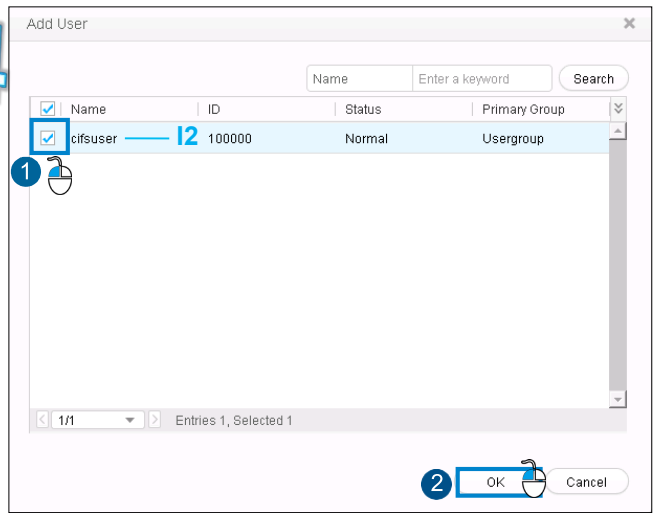 Add User
Name Enter a keyword Search
Name ID Status Primary Group
cifsuser I2 100000 Normal Usergroup
1
1/1 Entries 1, Selected 1
2 OK Cancel